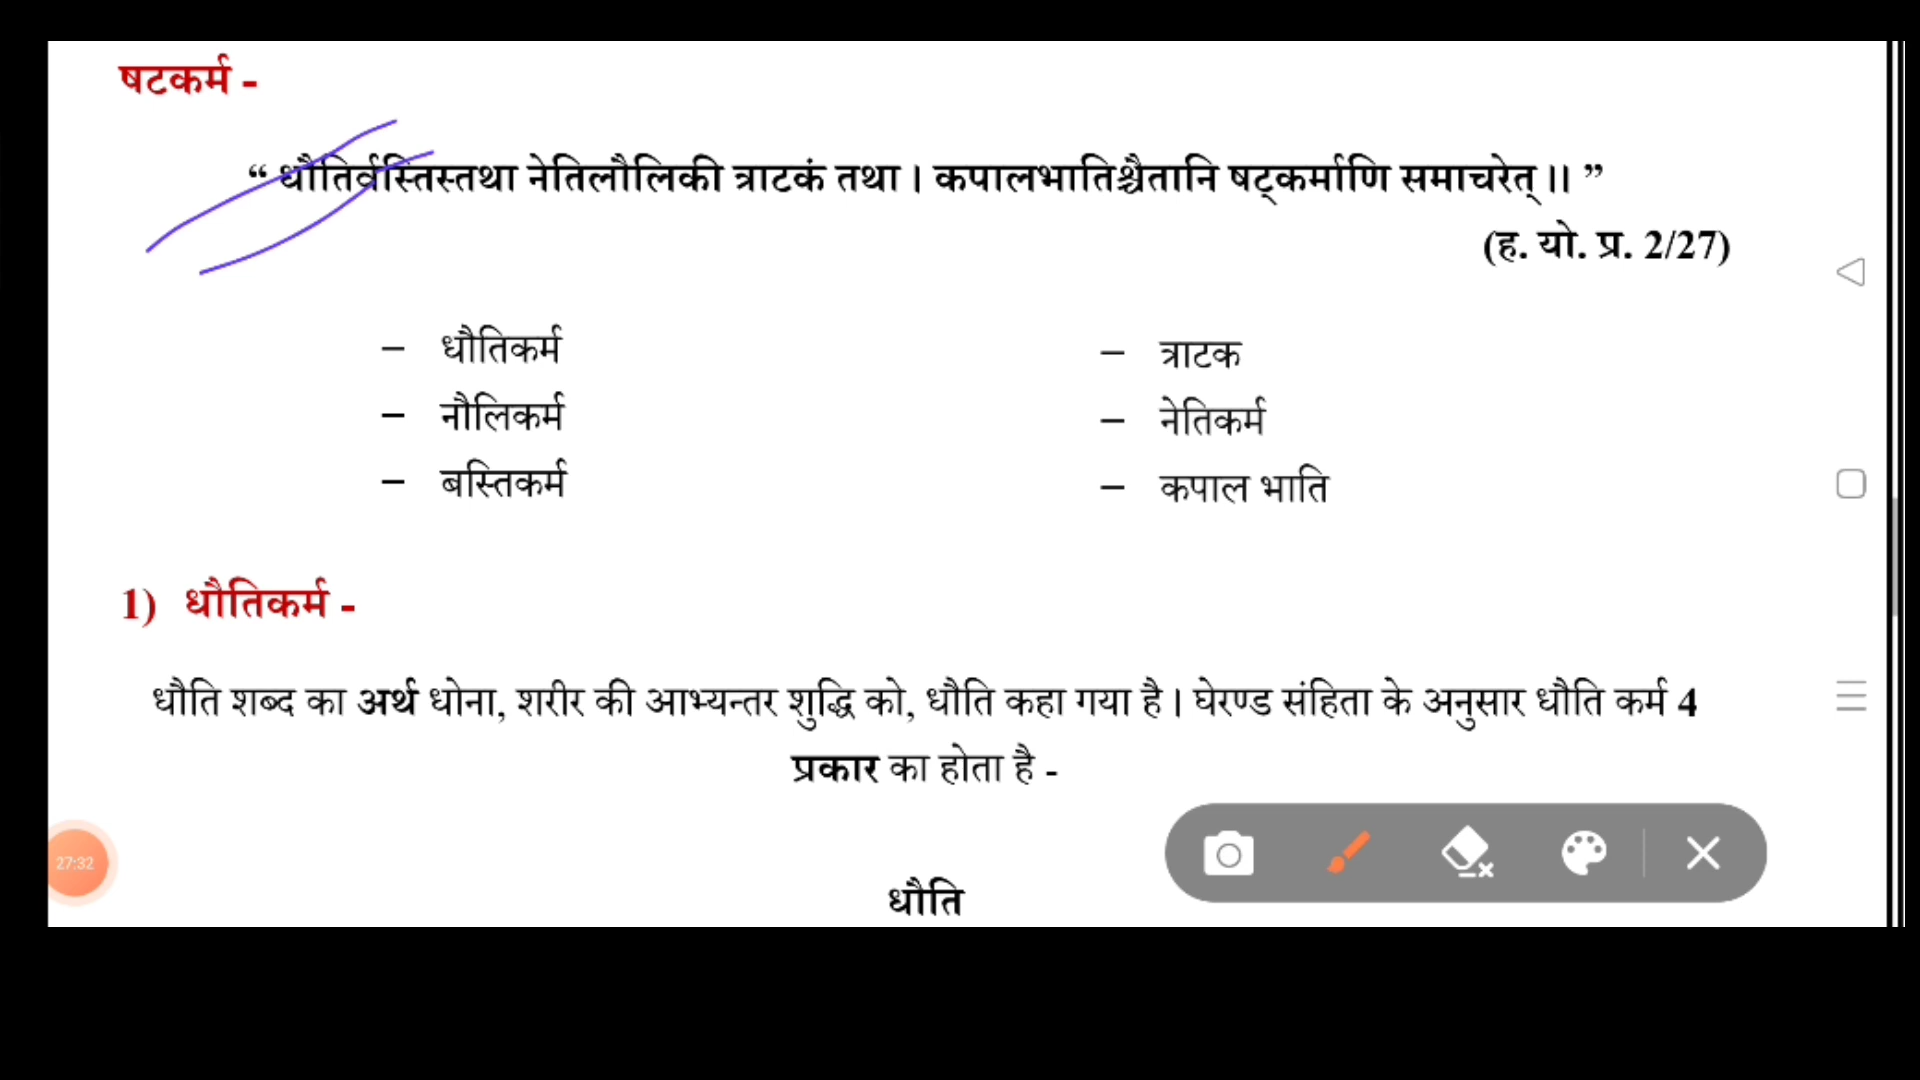 षटकर्म -
“ धौतिर्वस्तिस्तथा नेतिलौलिकी त्राटकं तथा । कपालभातिश्चैतानि षट्कर्माणि समाचरेत् ॥ ”
(ह. यो. प्र. 2/27)
– धौतिकर्म
– नौलिकर्म
– बस्तिकर्म
– त्राटक
– नेतिकर्म
– कपाल भाति
1) धौतिकर्म -
धौति शब्द का अर्थ धोना, शरीर की आभ्यन्तर शुद्धि को, धौति कहा गया है । घेरण्ड संहिता के अनुसार धौति कर्म 4
प्रकार का होता है -
27:32
धौति